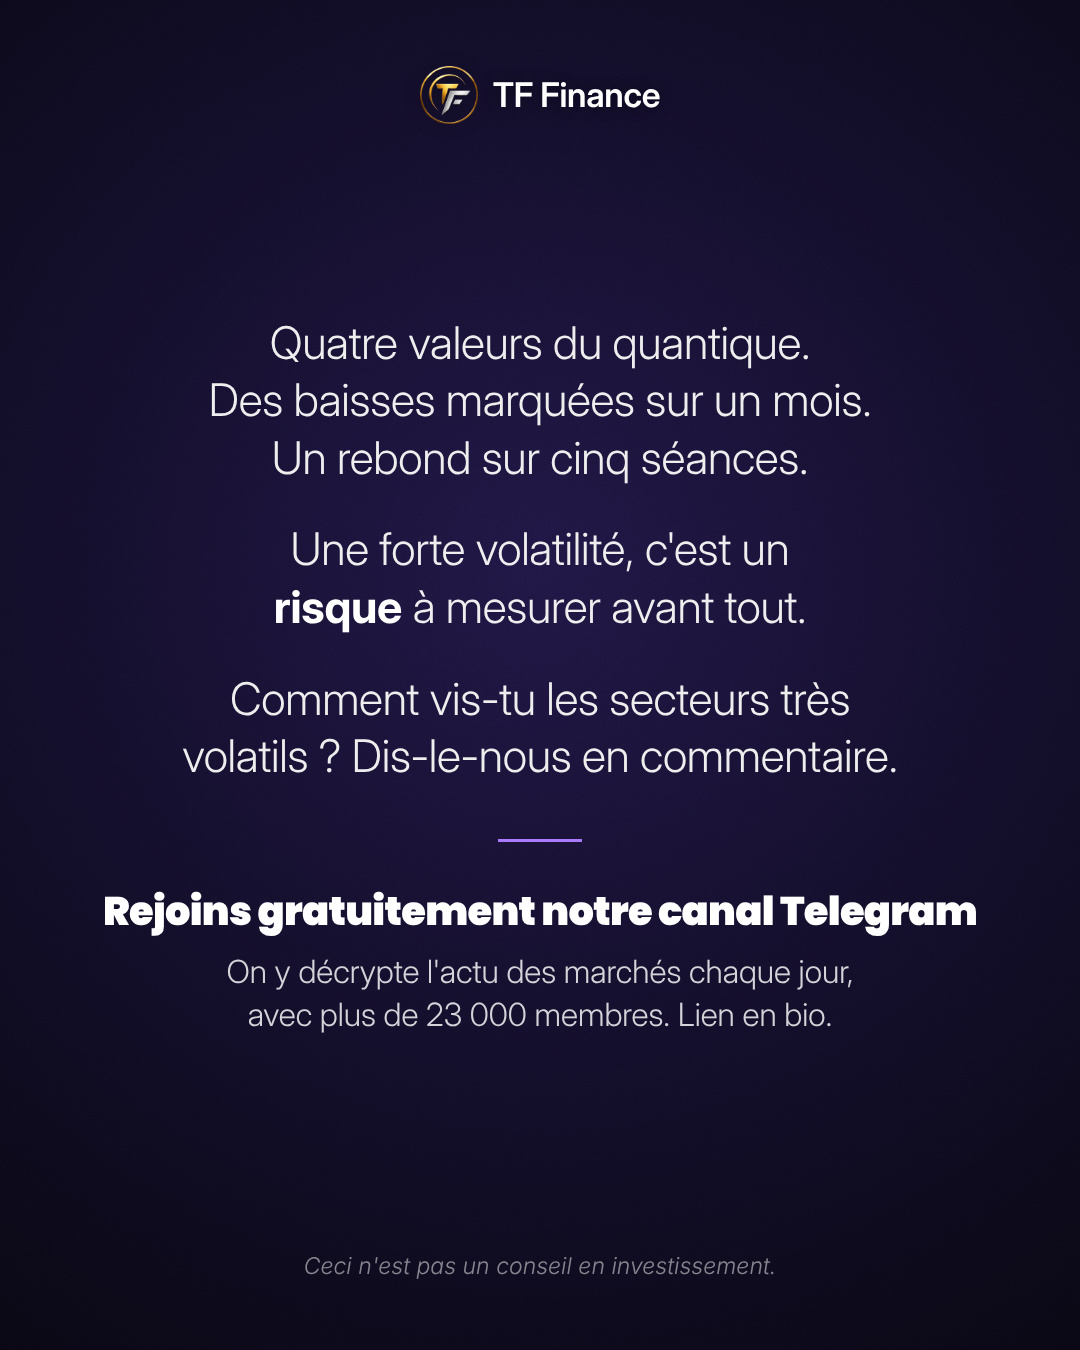 TF TF Finance
Quatre valeurs du quantique.
Des baisses marquées sur un mois.
Un rebond sur cinq séances.
Une forte volatilité, c'est un
risque à mesurer avant tout.
Comment vis-tu les secteurs très
volatils ? Dis-le-nous en commentaire.
Rejoins gratuitement notre canal Telegram
On y décrypte l'actu des marchés chaque jour,
avec plus de 23 000 membres. Lien en bio.
Ceci n'est pas un conseil en investissement.